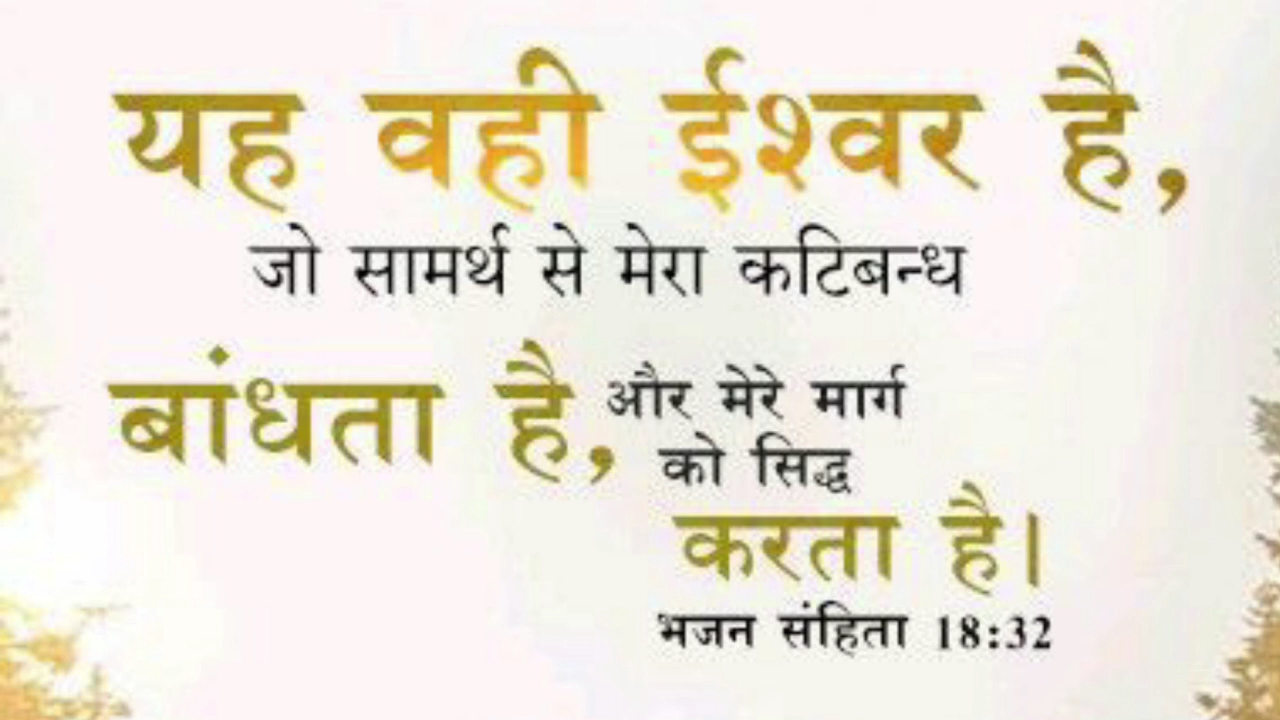 यह वही ईश्वर है,
जो सामर्थ से मेरा कटिबन्ध
बांधता है, और मेरे मार्ग
को सिद्ध
करता है।
भजन संहिता 18:32